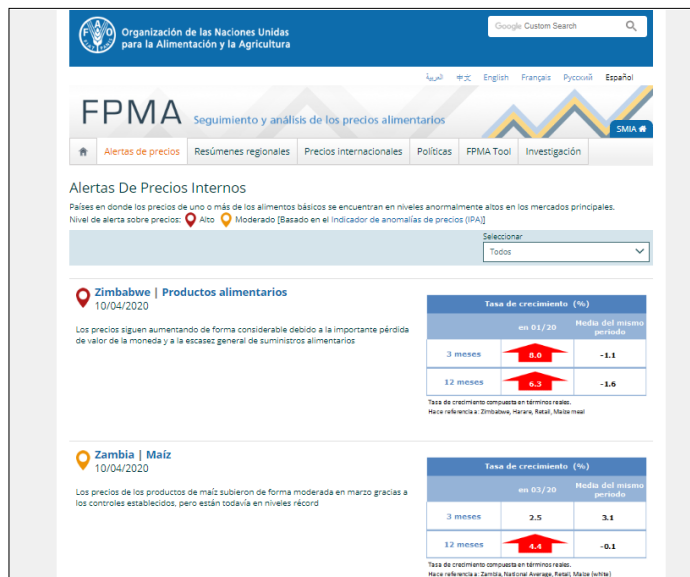 Organización de las Naciones Unidas
para la Alimentación y la Agricultura
Google Custom Search
العربية 中文 English Français Русский Español
FPMA Seguimiento y análisis de los precios alimentarios
SMIA
Alertas de precios Resúmenes regionales Precios internacionales Políticas FPMA Tool Investigación
Alertas De Precios Internos
Países en donde los precios de uno o más de los alimentos básicos se encuentran en niveles anormalmente altos en los mercados principales.
Nivel de alerta sobre precios: Alto Moderado [Basado en el Indicador de anomalías de precios (IPA)]
Seleccionar
Todos
Zimbabwe | Productos alimentarios
10/04/2020
Los precios siguen aumentando de forma considerable debido a la importante pérdida
de valor de la moneda y a la escasez general de suministros alimentarios
Tasa de crecimiento (%)
en 01/20 Media del mismo
periodo
3 meses 8.0 -1.1
12 meses 6.3 -1.6
Tasa de crecimiento compuesta en términos reales.
Hace referencia a: Zimbabwe, Harare, Retail, Maize meal
Zambia | Maíz
10/04/2020
Los precios de los productos de maíz subieron de forma moderada en marzo gracias a
los controles establecidos, pero están todavía en niveles récord
Tasa de crecimiento (%)
en 03/20 Media del mismo
periodo
3 meses 2.5 3.1
12 meses 4.4 -0.1
Tasa de crecimiento compuesta en términos reales.
Hace referencia a: Zambia, National Average, Retail, Maize (white)